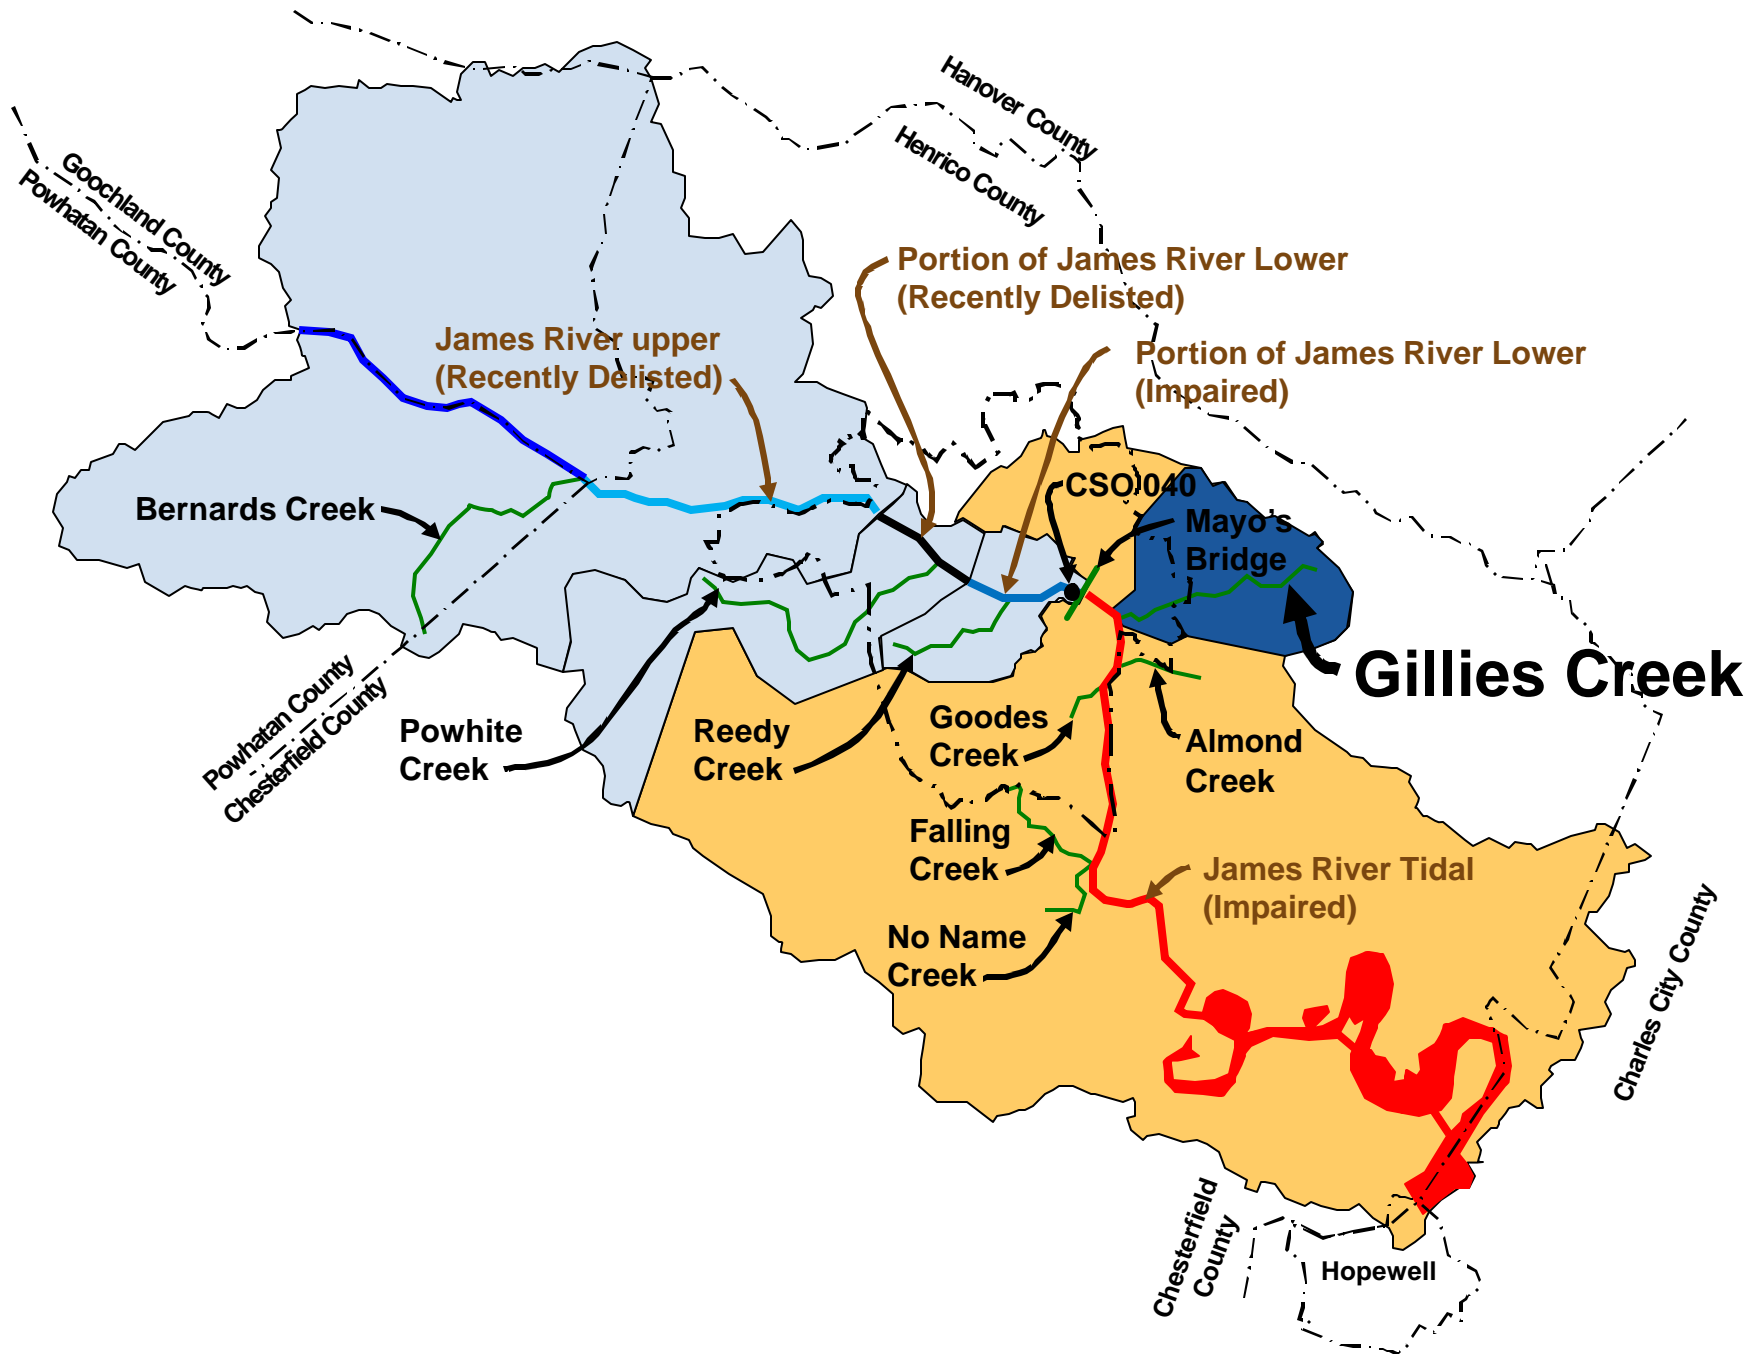 Hanover County
Henrico County
Goochland County
Powhatan County
Portion of James River Lower
(Recently Delisted)
James River upper
(Recently Delisted)
Portion of James River Lower
(Impaired)
CSO 040
Bernards Creek
Mayo's
Bridge
Gillies Creek
Powhatan County
Chesterfield County
Powhite
Creek
Reedy
Creek
Goodes
Creek
Almond
Creek
Falling
Creek
James River Tidal
(Impaired)
No Name
Creek
Charles City County
Chesterfield
County
Hopewell